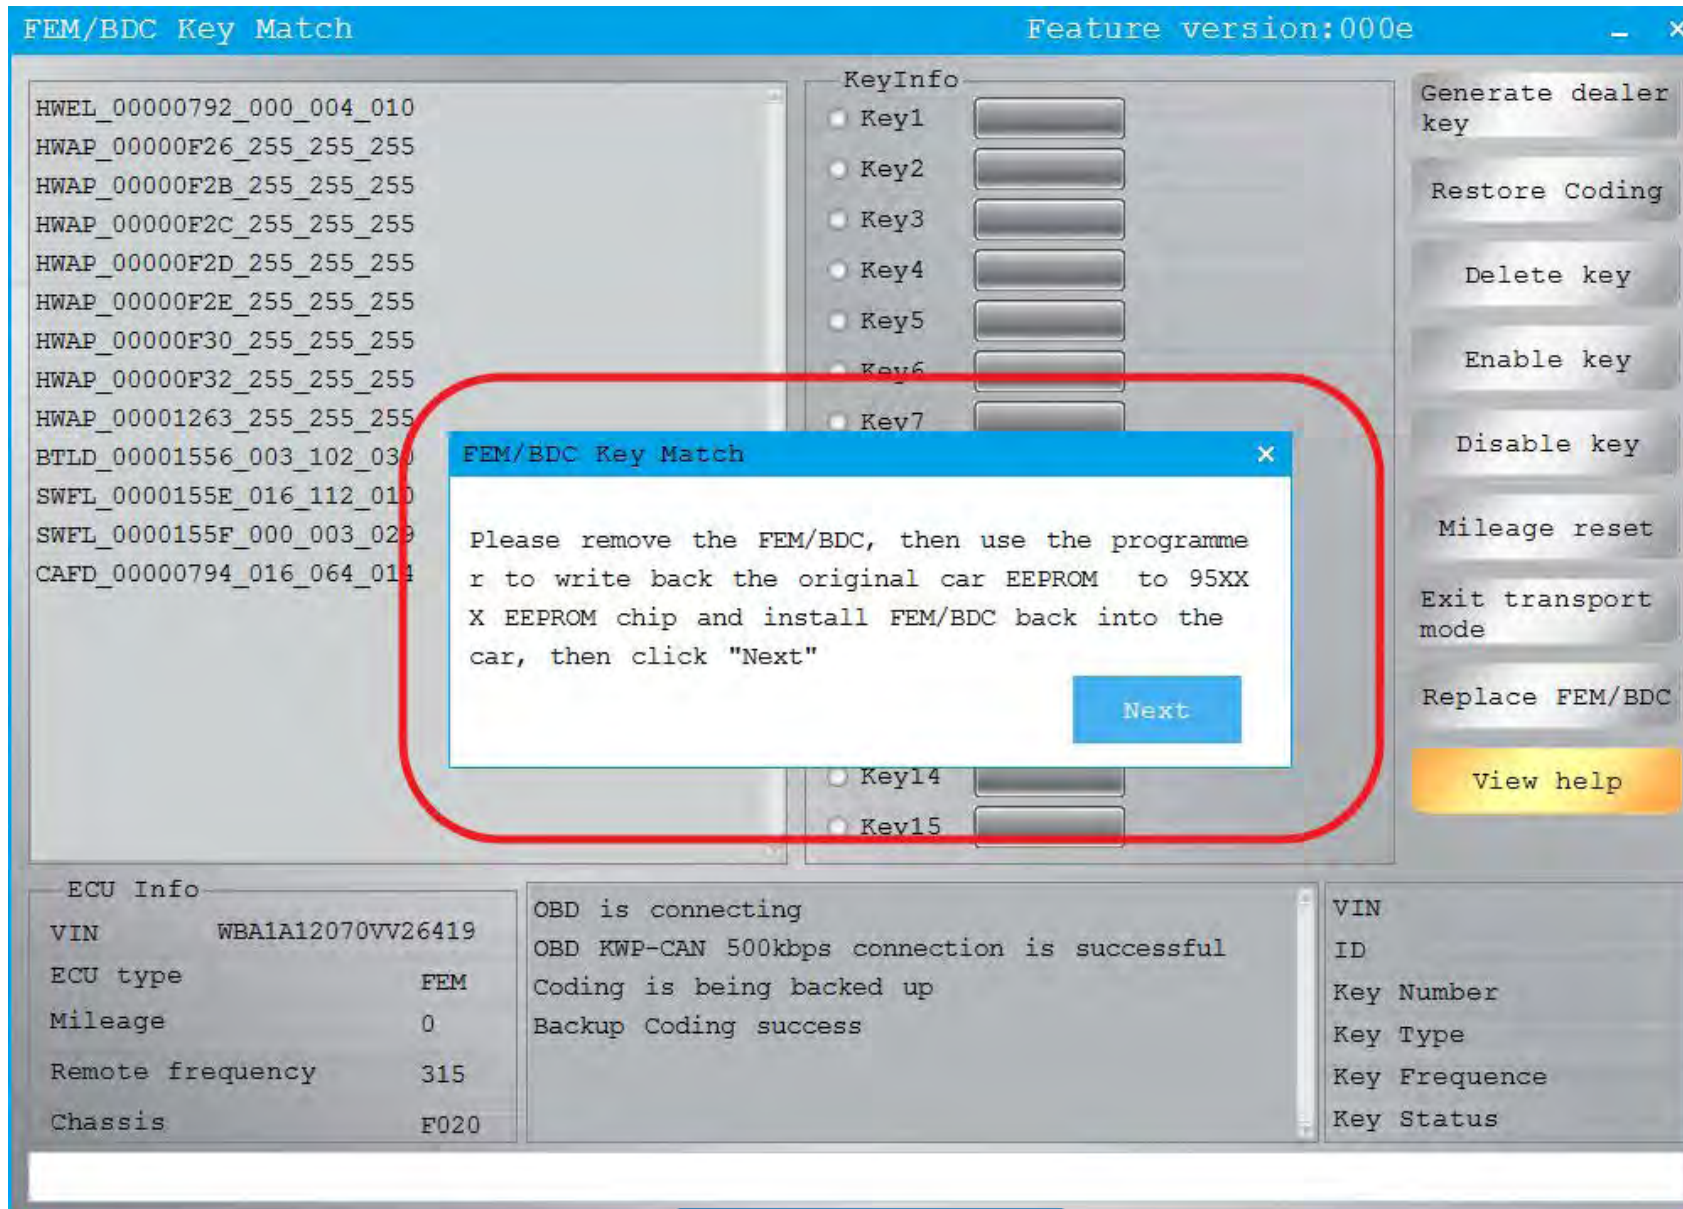 FEM/BDC Key Match
Feature version:000e
HWEL_00000792_000_004_010
HWAP_00000F26_255_255_255
HWAP_00000F2B_255_255_255
HWAP_00000F2C_255_255_255
HWAP_00000F2D_255_255_255
HWAP_00000F2E_255_255_255
HWAP_00000F30_255_255_255
HWAP_00000F32_255_255_255
HWAP_00001263_255_255_255
BTLD_00001556_003_102_030
SWFL_0000155E_016_112_010
SWFL_0000155F_000_003_029
CAFD_00000794_016_064_014
KeyInfo
Key1
Key2
Key3
Key4
Key5
Key6
Key7
Key14
Key15
FEM/BDC Key Match
Please remove the FEM/BDC, then use the programme
r to write back the original car EEPROM to 95XX
X EEPROM chip and install FEM/BDC back into the
car, then click "Next"
Next
Generate dealer
key
Restore Coding
Delete key
Enable key
Disable key
Mileage reset
Exit transport
mode
Replace FEM/BDC
View help
ECU Info
VIN WBA1A12070VV26419
ECU type FEM
Mileage 0
Remote frequency 315
Chassis F020
OBD is connecting
OBD KWP-CAN 500kbps connection is successful
Coding is being backed up
Backup Coding success
VIN
ID
Key Number
Key Type
Key Frequence
Key Status